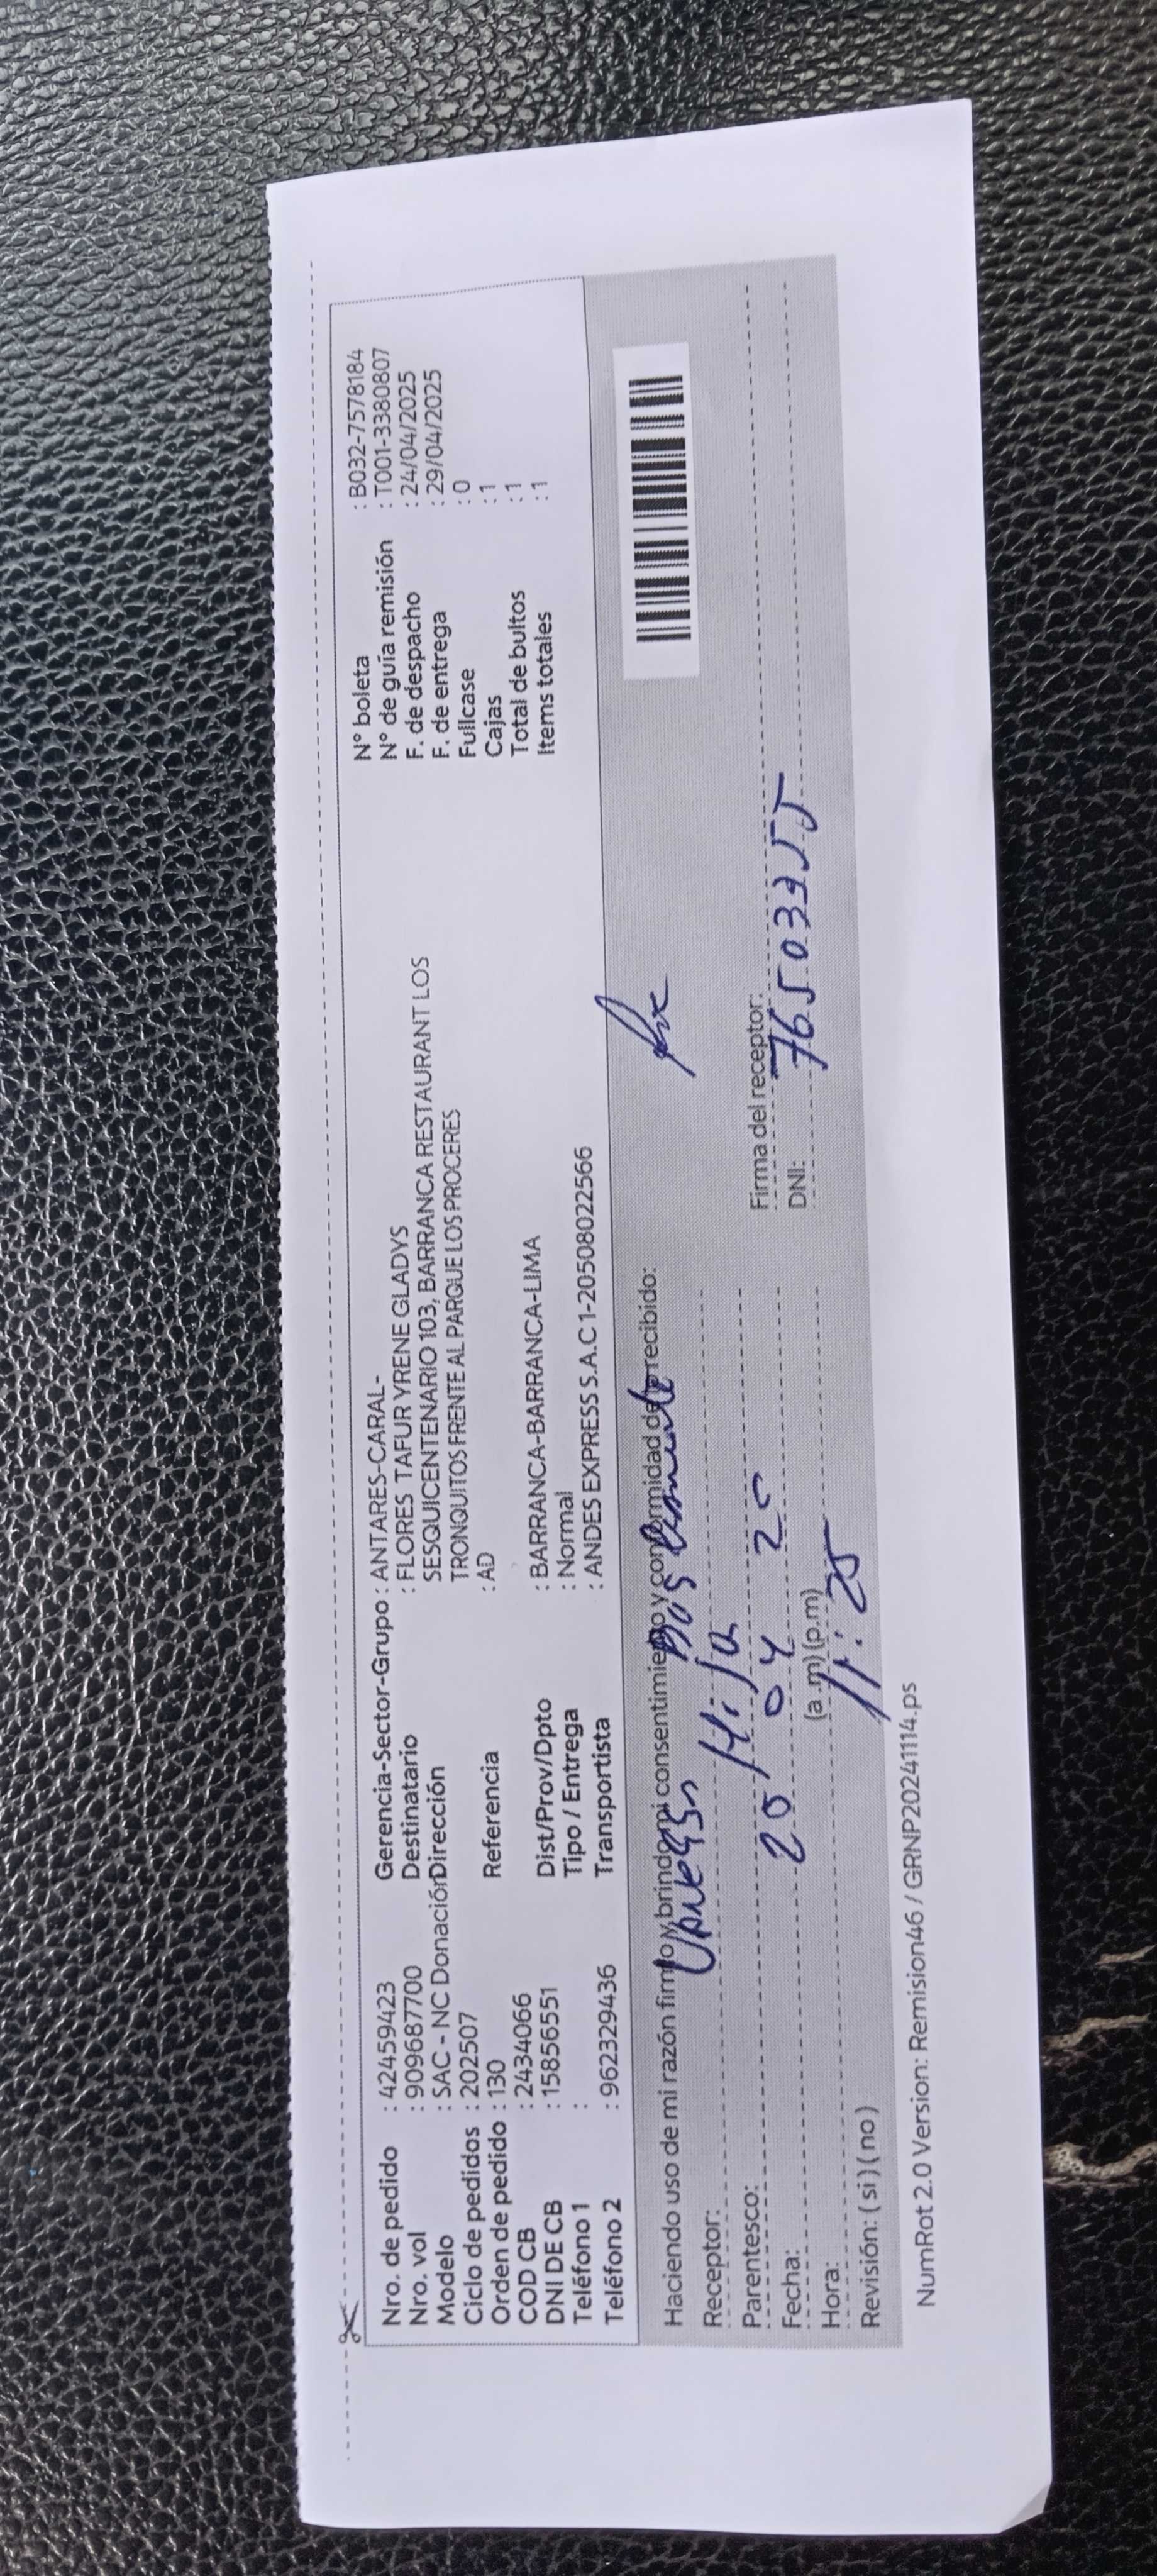 Nro. de pedido : 42459423
Nro. vol : 909687700
Modelo : SAC - NC Donación
Ciclo de pedidos : 202507
Orden de pedido : 130
COD CB : 2434066
DNI DE CB : 15856551
Teléfono 1 :
Teléfono 2 : 962329436
Gerencia-Sector-Grupo : ANTARES-CARAL-
Destinatario : FLORES TAFUR YRENE GLADYS
Dirección SESQUICENTENARIO 103, BARRANCA RESTAURANT LOS
TRONQUITOS FRENTE AL PARQUE LOS PROCERES
Referencia : AD
Dist/Prov/Dpto : BARRANCA-BARRANCA-LIMA
Tipo / Entrega : Normal
Transportista : ANDES EXPRESS S.A.C 1-20508022566
N° boleta : B032-7578184
N° de guía remisión : T001-3380807
F. de despacho : 24/04/2025
F. de entrega : 29/04/2025
Fullcase : 0
Cajas : 1
Total de bultos : 1
Items totales : 1
Haciendo uso de mi razón firmo y brindo mi consentimiento y conformidad de recibido:
Receptor:
Parentesco: Hija
Fecha: 04
Hora: 11:25 (a .m) (p.m)
Revisión: ( si ) ( no )
Firma del receptor:
DNI: 76503355
NumRot 2.0 Version: Remision46 / GRNP20241114.ps